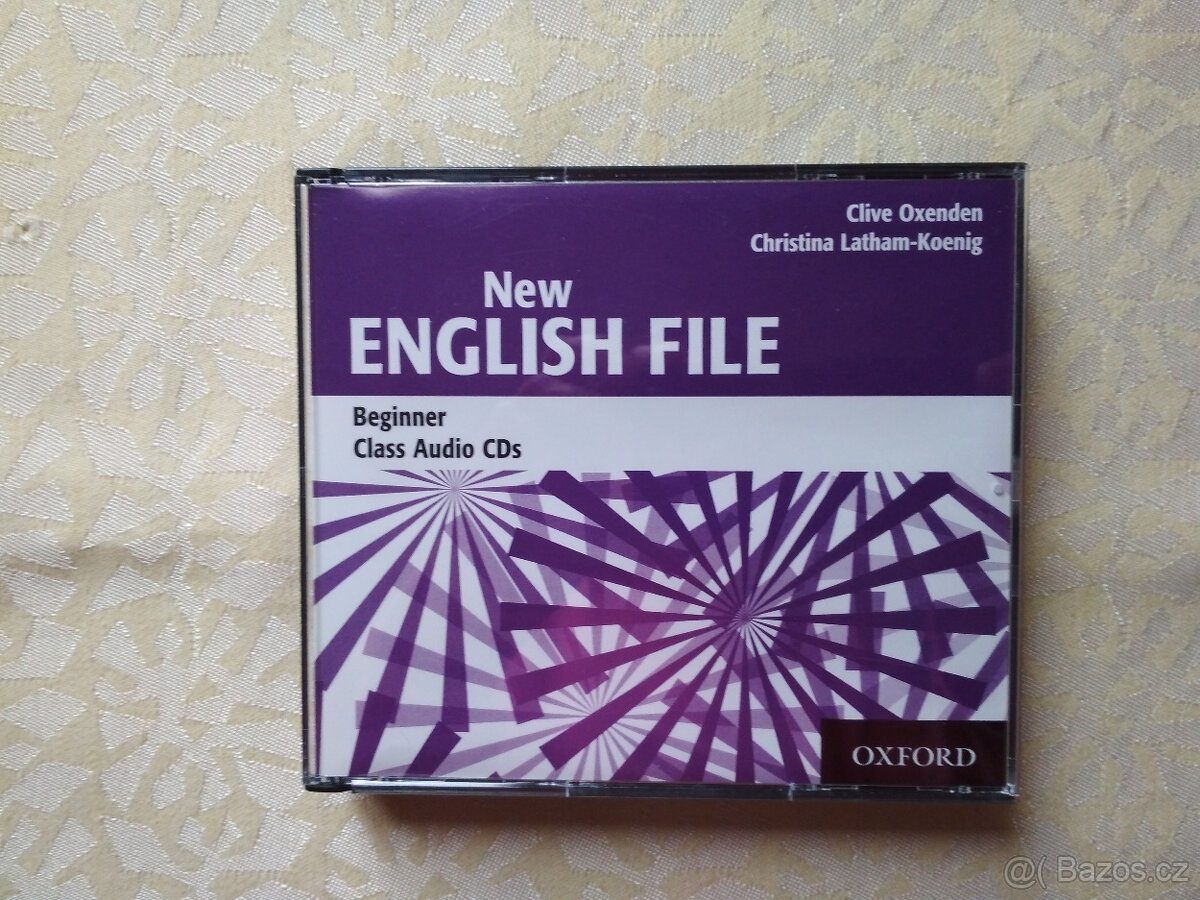 Clive Oxenden
Christina Latham-Koenig
New
ENGLISH FILE
Beginner
Class Audio CDs
OXFORD
@( Bazos.cz